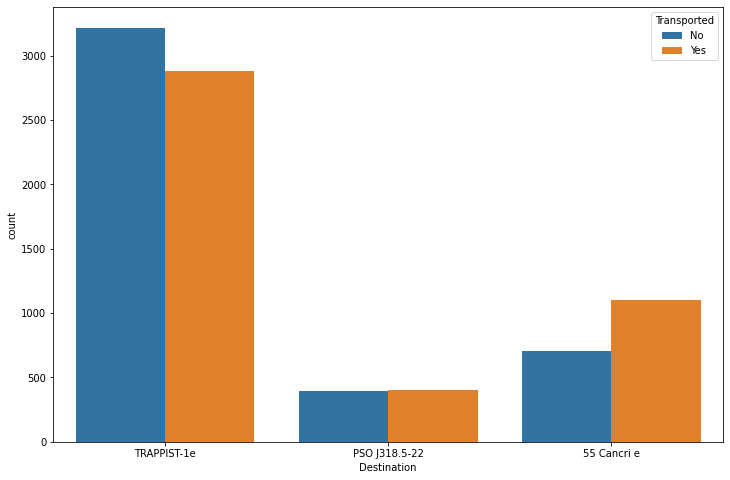 Transported
No
Yes
3000
2500
2000
1500
1000
500
0
count
TRAPPIST-1e PSO J318.5-22 55 Cancri e
Destination